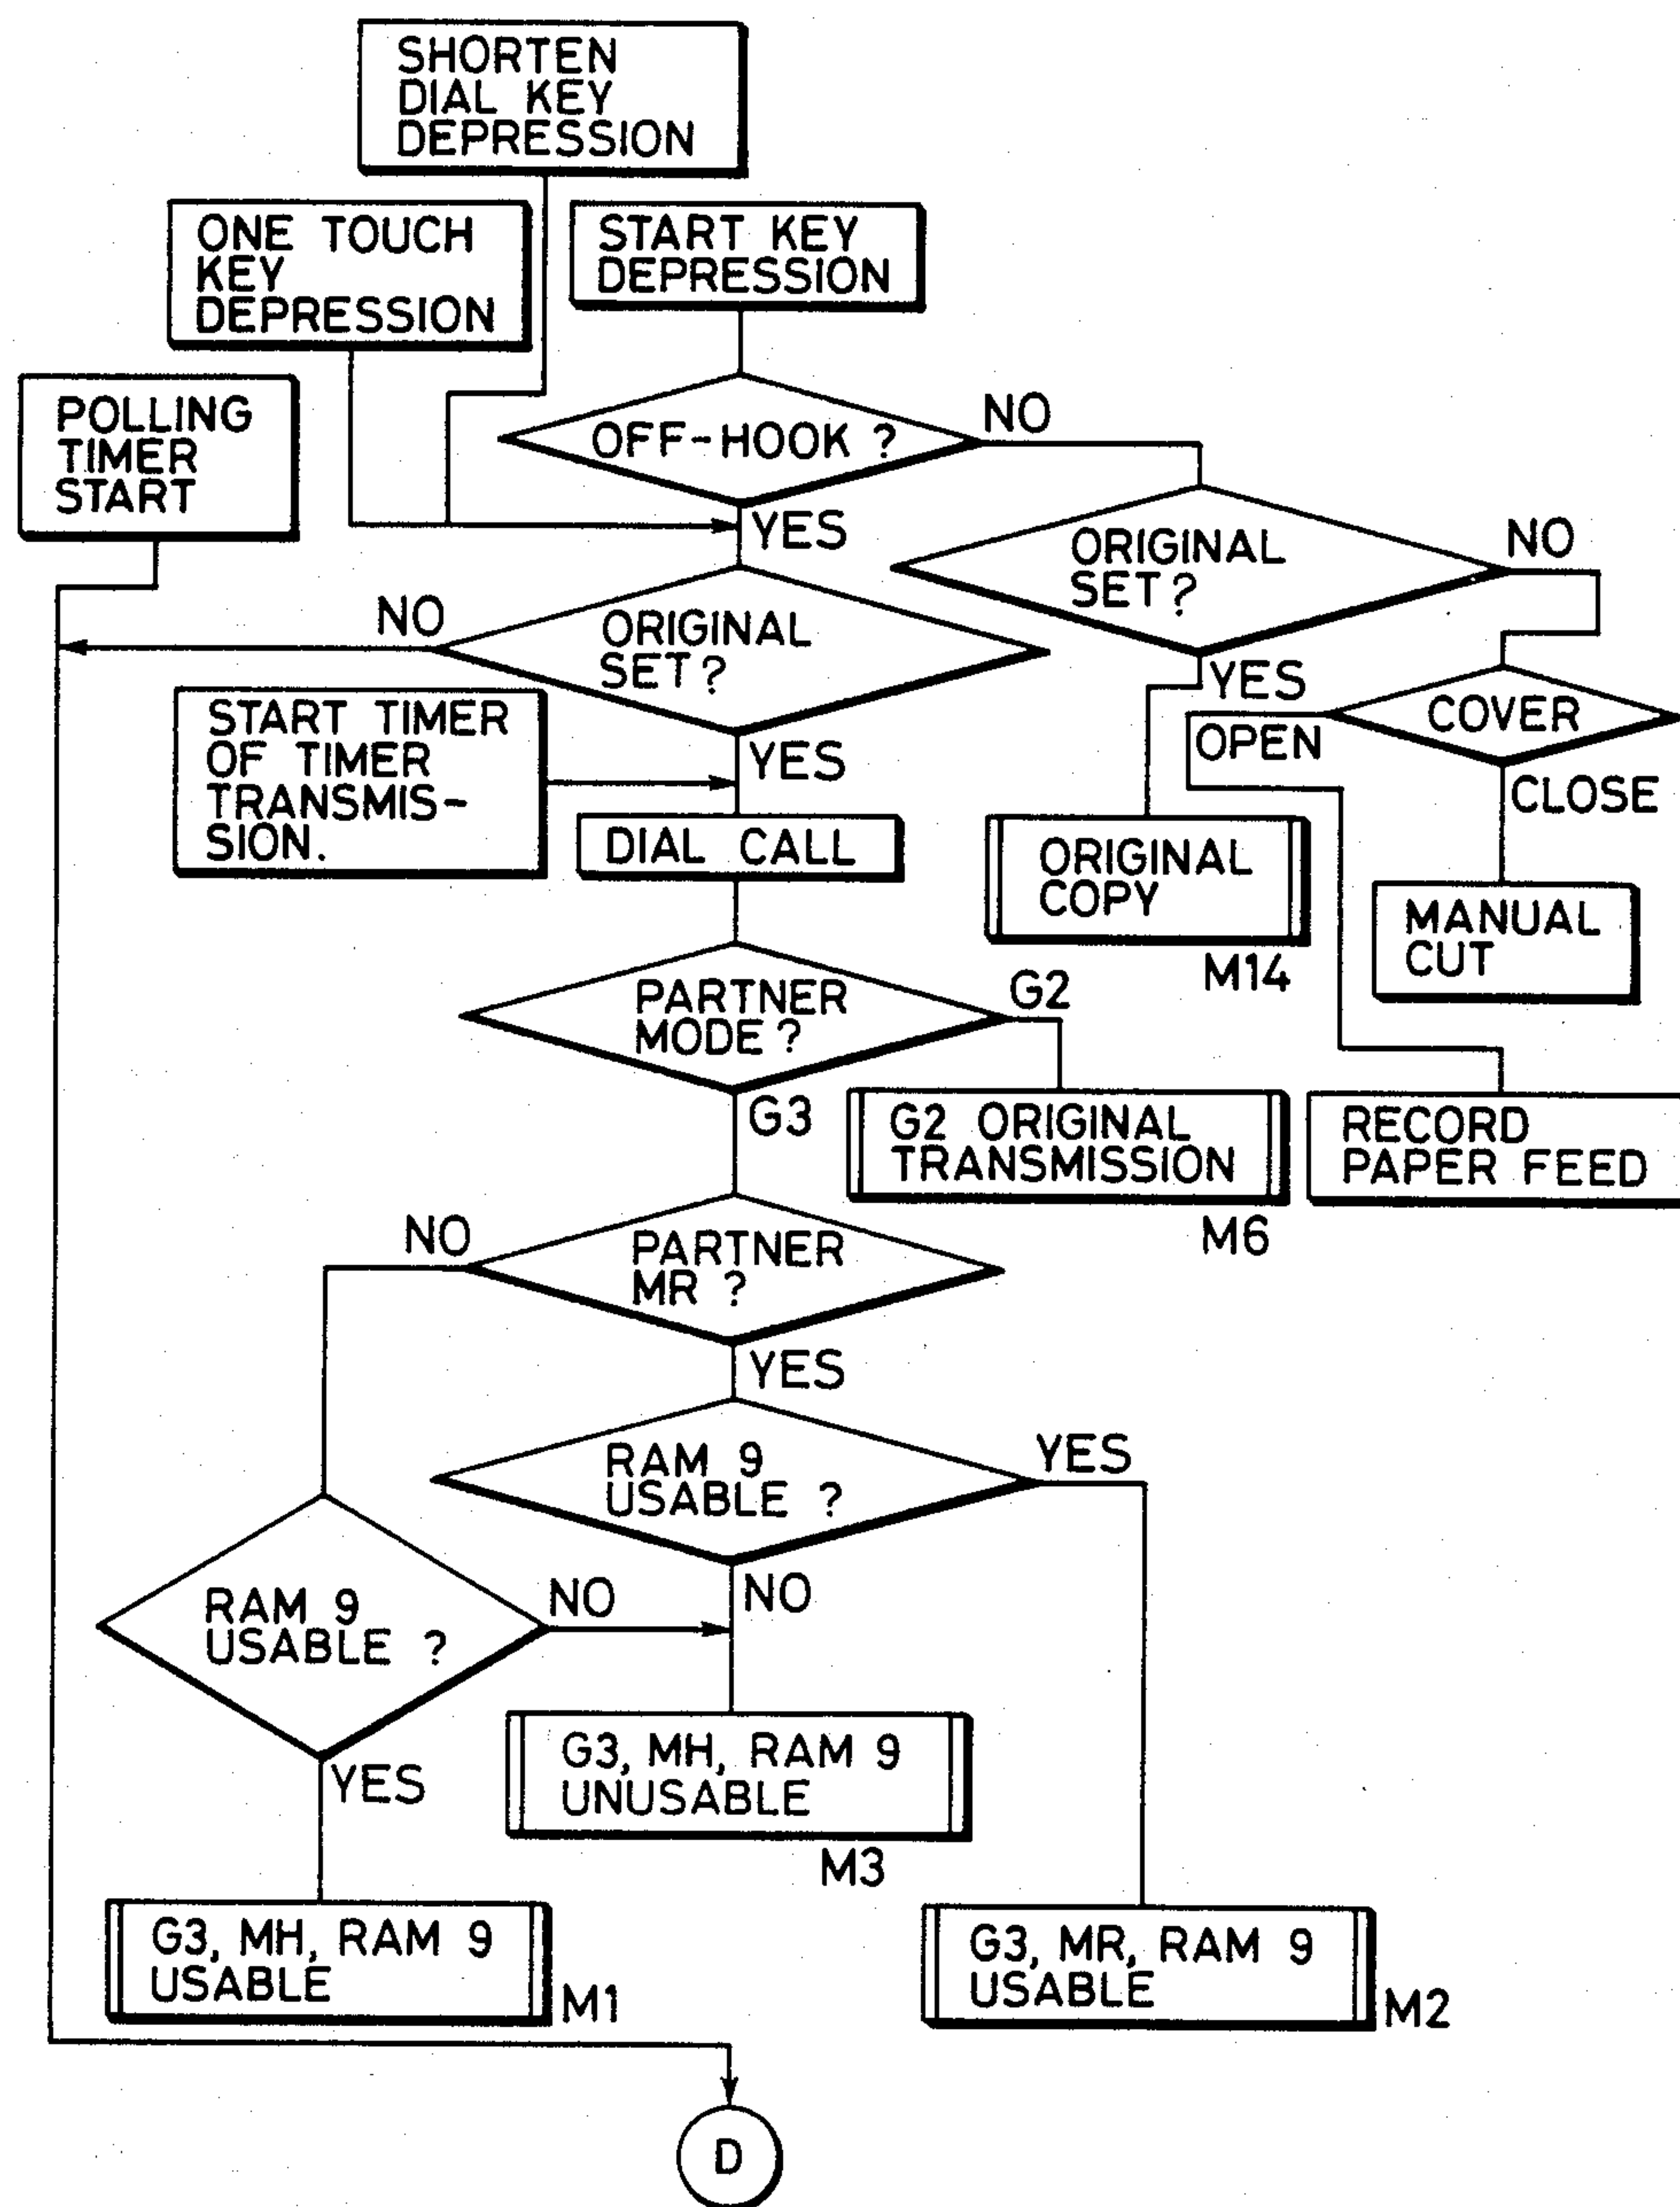 SHORTEN
DIAL KEY
DEPRESSION
ONE TOUCH
KEY
DEPRESSION
START KEY
DEPRESSION
POLLING
TIMER
START
OFF-HOOK ?
NO
YES
ORIGINAL
SET?
NO
NO
ORIGINAL
SET?
YES
COVER
OPEN
CLOSE
START TIMER
OF TIMER
TRANSMIS-
SION.
YES
DIAL CALL
ORIGINAL
COPY
M14
MANUAL
CUT
PARTNER
MODE?
G2
G3
G2 ORIGINAL
TRANSMISSION
M6
RECORD
PAPER FEED
NO
PARTNER
MR ?
YES
RAM 9
USABLE ?
YES
NO
RAM 9
USABLE ?
NO
YES
G3, MH, RAM 9
UNUSABLE
M3
G3, MH, RAM 9
USABLE
M1
G3, MR, RAM 9
USABLE
M2
D